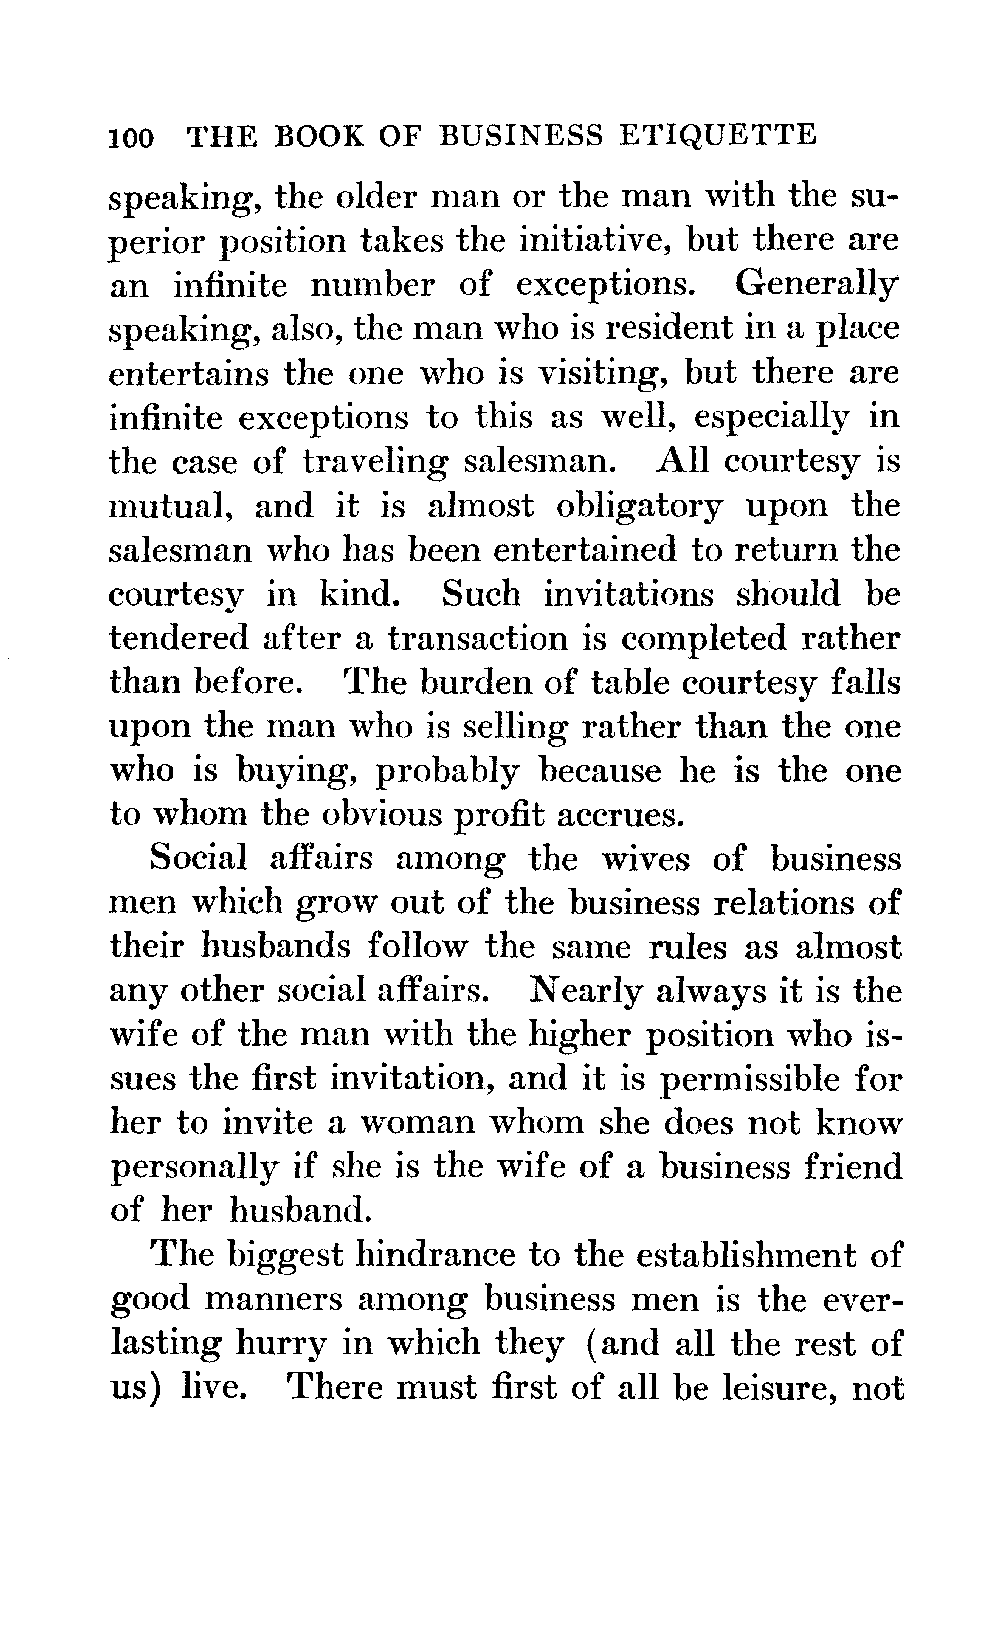 100 THE BOOK OF BUSINESS ETIQUETTE
speaking, the older man or the man with the su-
perior position takes the initiative, but there are
an infinite number of exceptions. Generally
speaking, also, the man who is resident in a place
entertains the one who is visiting, but there are
infinite exceptions to this as well, especially in
the case of traveling salesman. All courtesy is
mutual, and it is almost obligatory upon the
salesman who has been entertained to return the
courtesy in kind. Such invitations should be
tendered after a transaction is completed rather
than before. The burden of table courtesy falls
upon the man who is selling rather than the one
who is buying, probably because he is the one
to whom the obvious profit accrues.
Social affairs among the wives of business
men which grow out of the business relations of
their husbands follow the same rules as almost
any other social affairs. Nearly always it is the
wife of the man with the higher position who is-
sues the first invitation, and it is permissible for
her to invite a woman whom she does not know
personally if she is the wife of a business friend
of her husband.
The biggest hindrance to the establishment of
good manners among business men is the ever-
lasting hurry in which they (and all the rest of
us) live. There must first of all be leisure, not